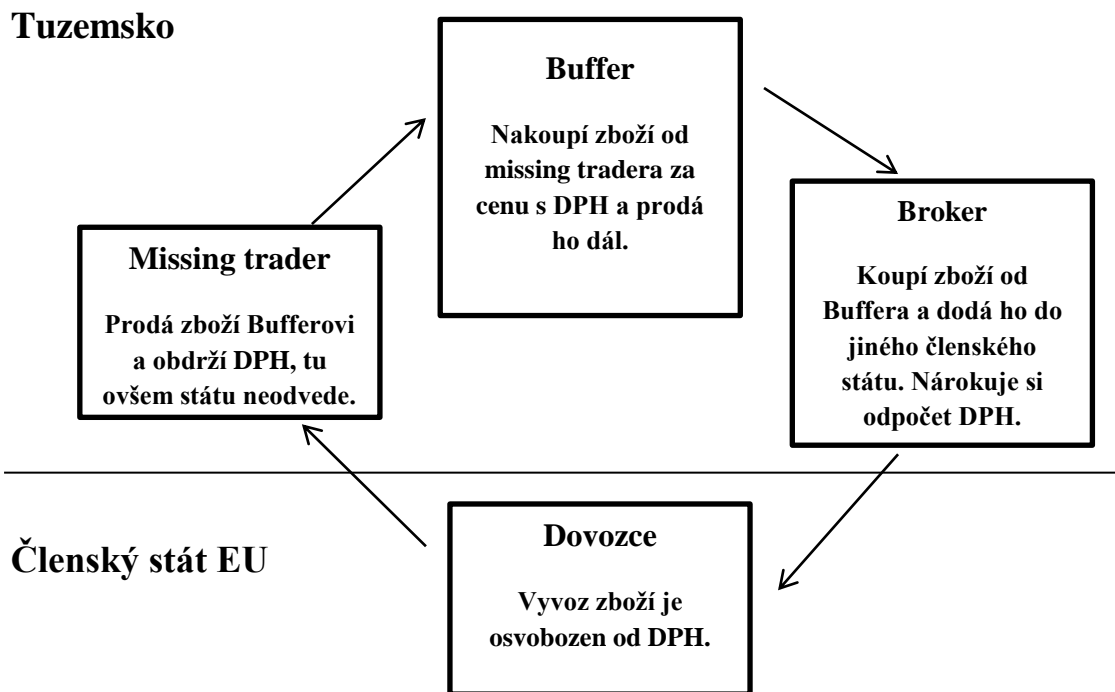 Tuzemsko
Buffer
Nakoupí zboží od
missing tradera za
cenu s DPH a prodá
ho dál.
Broker
Koupí zboží od
Buffera a dodá ho do
jiného členského
státu. Nárokuje si
odpočet DPH.
Missing trader
Prodá zboží Bufferovi
a obdrží DPH, tu
ovšem státu neodvede.
Členský stát EU
Dovozce
Vyvoz zboží je
osvobozen od DPH.